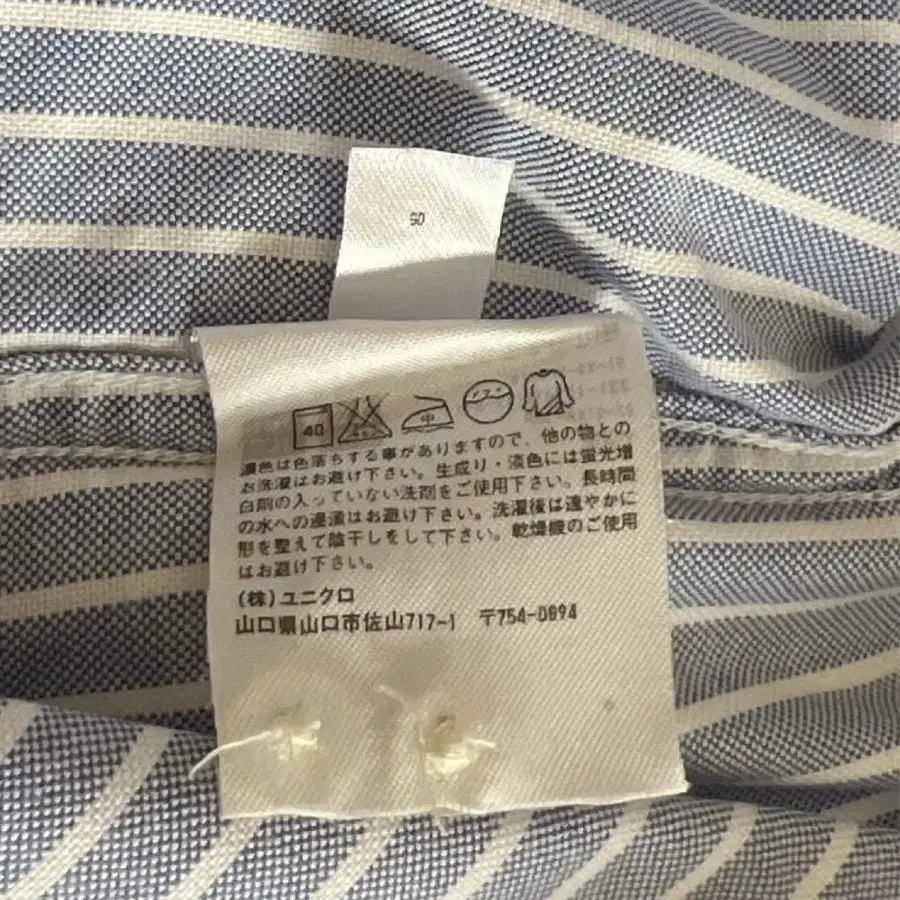 50
40
中
濃色は色落ちする事がありますので、他の物との
お洗濯はお避け下さい。生成り・淡色には蛍光増
白剤の入っていない洗剤をご使用下さい。長時間
の水への浸漬はお避け下さい。洗濯後は速やかに
形を整えて陰干しをして下さい。乾燥機のご使用
はお避け下さい。
(株)ユニクロ
山口県山口市佐山717-1 〒754-0894